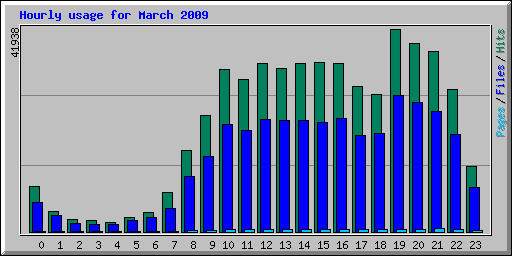 Hourly usage for March 2009
41938
Pages/Files/Hits
0 1 2 3 4 5 6 7 8 9 10 11 12 13 14 15 16 17 18 19 20 21 22 23